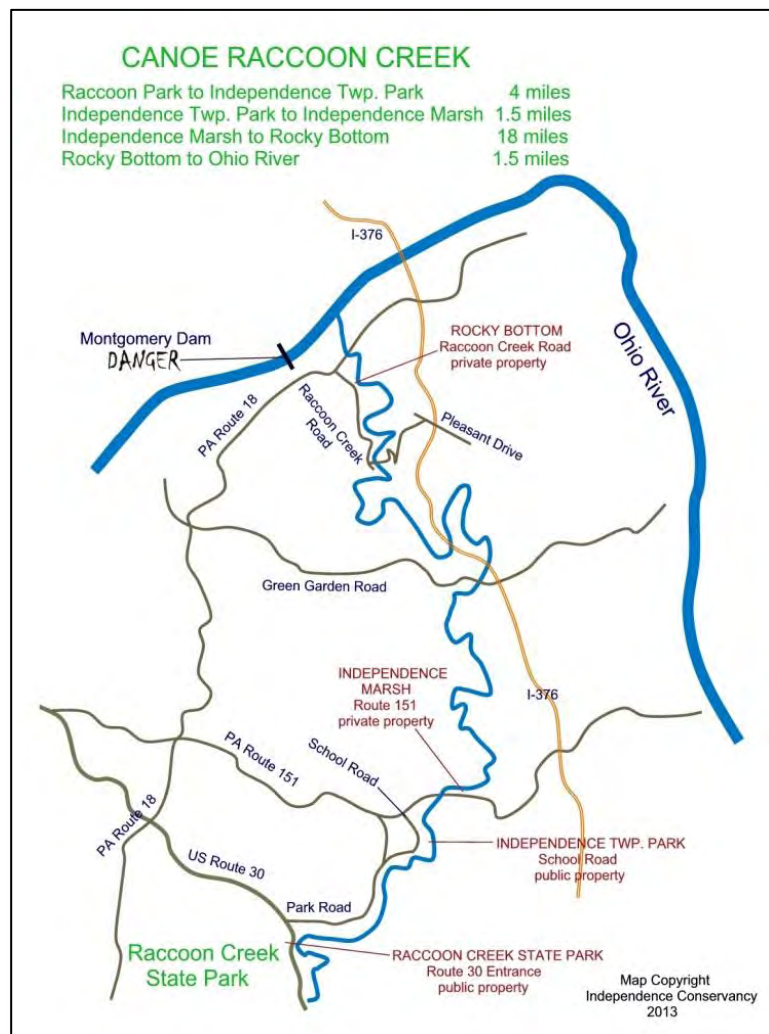 CANOE RACCOON CREEK
Raccoon Park to Independence Twp. Park 4 miles
Independence Twp. Park to Independence Marsh 1.5 miles
Independence Marsh to Rocky Bottom 18 miles
Rocky Bottom to Ohio River 1.5 miles
I-376
Montgomery Dam
DANGER
ROCKY BOTTOM
Raccoon Creek Road
private property
Ohio River
PA Route 18
Raccoon Creek
Road
Pleasant Drive
Green Garden Road
INDEPENDENCE
MARSH
Route 151
private property
I-376
School Road
PA Route 151
PA Route 18
US Route 30
INDEPENDENCE TWP. PARK
School Road
public property
Park Road
Raccoon Creek
State Park
RACCOON CREEK STATE PARK
Route 30 Entrance
public property
Map Copyright
Independence Conservancy
2013